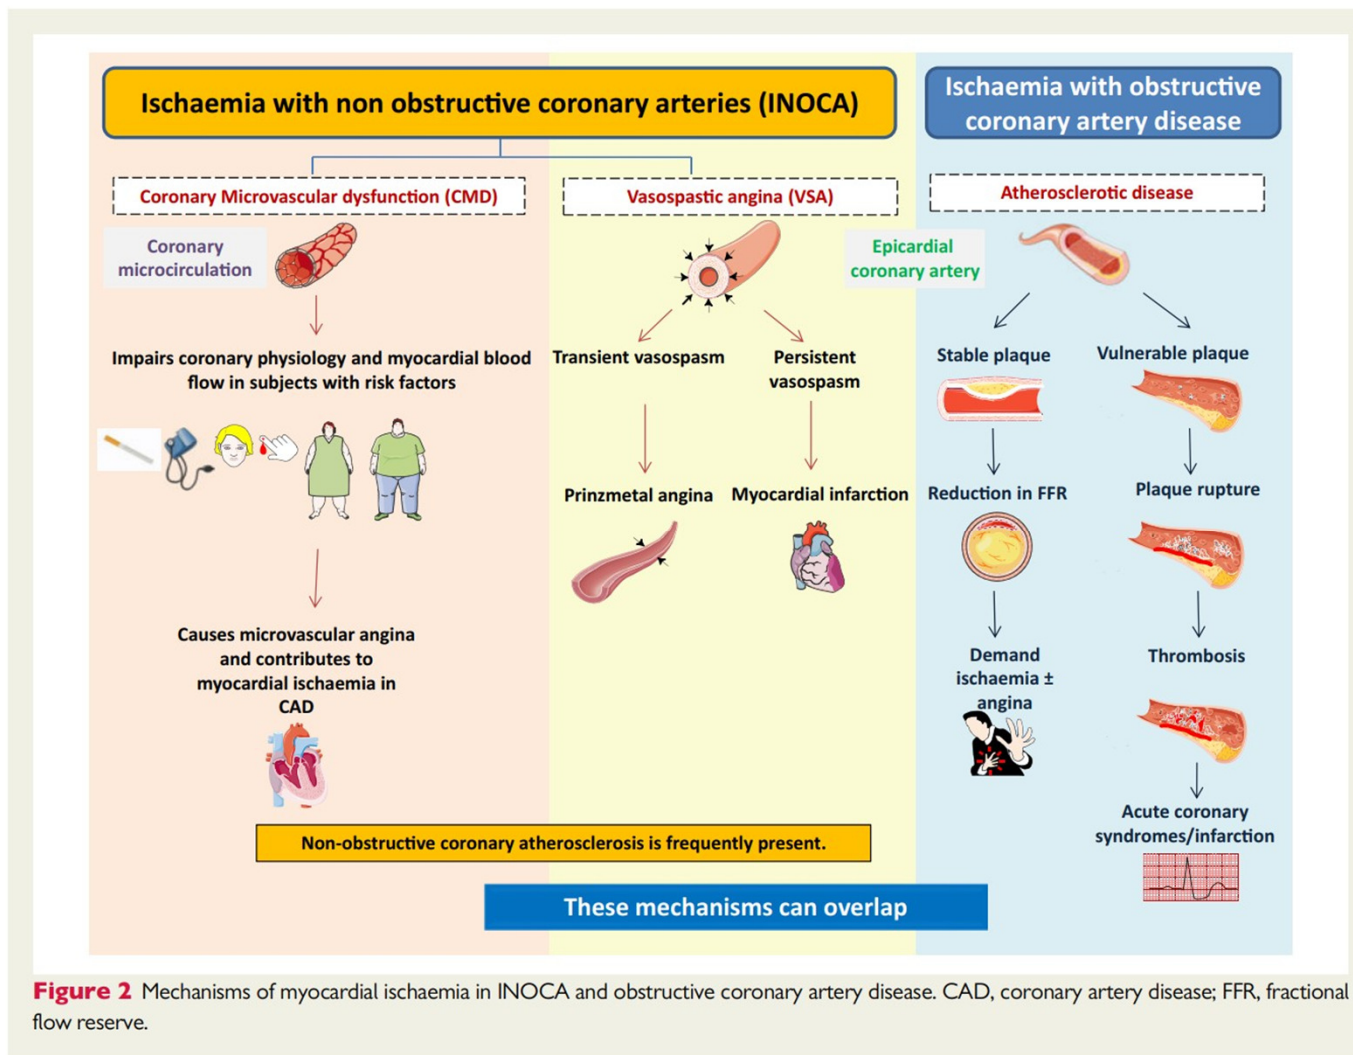 Ischaemia with non obstructive coronary arteries (INOCA)
Ischaemia with obstructive
coronary artery disease
Coronary Microvascular dysfunction (CMD)
Coronary
microcirculation
Impairs coronary physiology and myocardial blood
flow in subjects with risk factors
Causes microvascular angina
and contributes to
myocardial ischaemia in
CAD
Vasospastic angina (VSA)
Transient vasospasm
Persistent
vasospasm
Prinzmetal angina
Myocardial infarction
Epicardial
coronary artery
Atherosclerotic disease
Stable plaque
Vulnerable plaque
Reduction in FFR
Plaque rupture
Demand
ischaemia ±
angina
Thrombosis
Acute coronary
syndromes/infarction
Non-obstructive coronary atherosclerosis is frequently present.
These mechanisms can overlap
Figure 2 Mechanisms of myocardial ischaemia in INOCA and obstructive coronary artery disease. CAD, coronary artery disease; FFR, fractional
flow reserve.